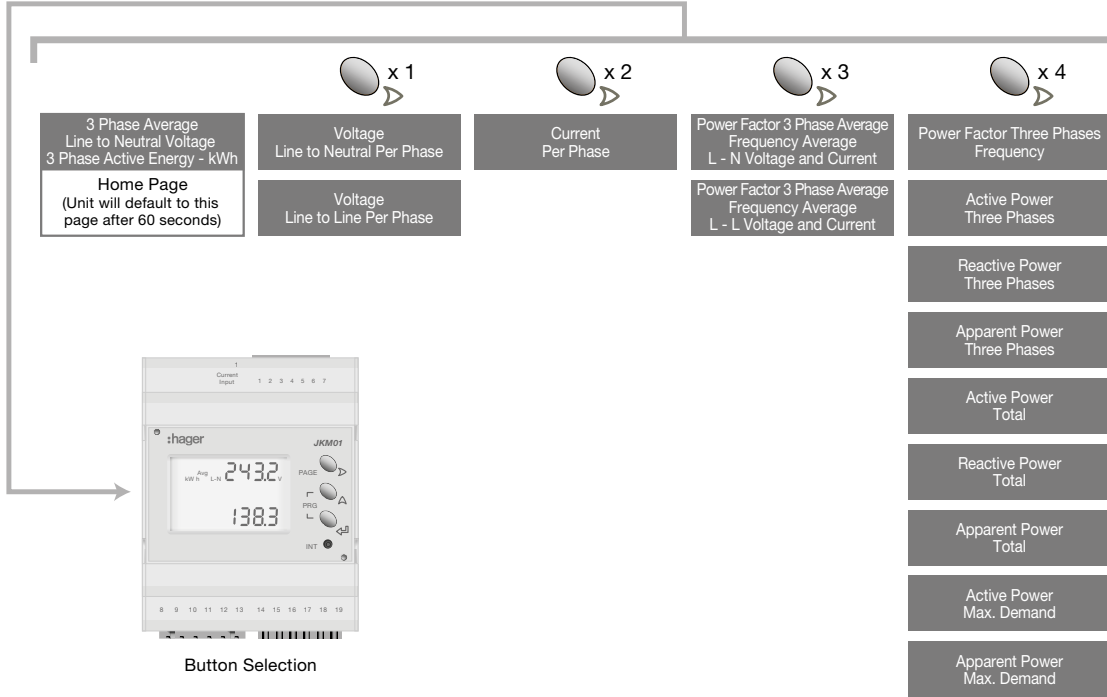 x 1
x 2
x 3
x 4
3 Phase Average
Line to Neutral Voltage
3 Phase Active Energy - kWh
Home Page
(Unit will default to this
page after 60 seconds)
Voltage
Line to Neutral Per Phase
Voltage
Line to Line Per Phase
Current
Per Phase
Power Factor 3 Phase Average
Frequency Average
L - N Voltage and Current
Power Factor 3 Phase Average
Frequency Average
L - L Voltage and Current
Power Factor Three Phases
Frequency
Active Power
Three Phases
Reactive Power
Three Phases
Apparent Power
Three Phases
Active Power
Total
Reactive Power
Total
Apparent Power
Total
Active Power
Max. Demand
Apparent Power
Max. Demand
1
Current
Input
1 2 3 4 5 6 7
:hager
JKM01
Avg
kW h L-N 243.2 V
138.3
PAGE
PRG
INT
8 9 10 11 12 13 14 15 16 17 18 19
Button Selection